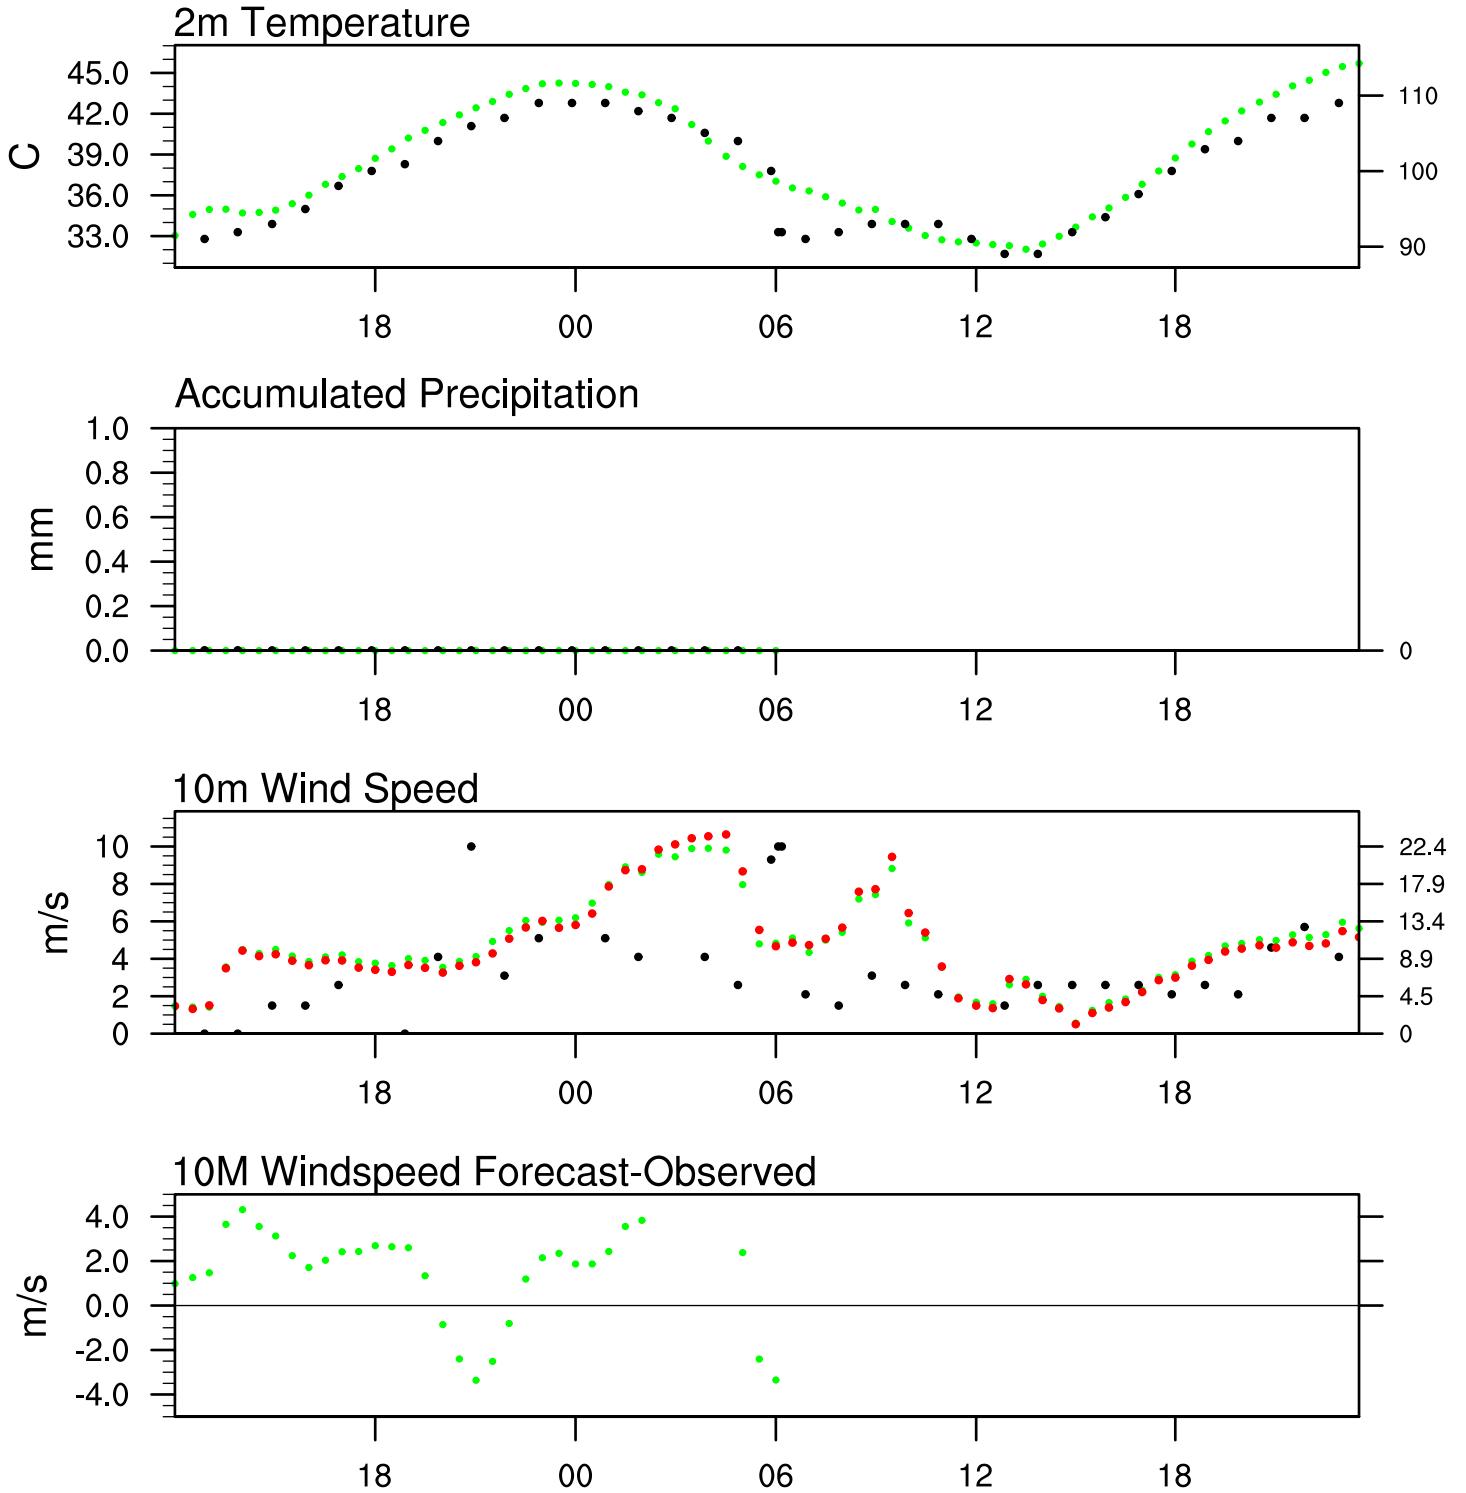 2m Temperature
45.0
42.0
39.0
36.0
33.0
C
110
100
90
18 00 06 12 18
Accumulated Precipitation
1.0
0.8
0.6
0.4
0.2
0.0
mm
0
18 00 06 12 18
10m Wind Speed
10
8
6
4
2
0
m/s
22.4
17.9
13.4
8.9
4.5
0
18 00 06 12 18
10M Windspeed Forecast-Observed
4.0
2.0
0.0
-2.0
-4.0
m/s
18 00 06 12 18